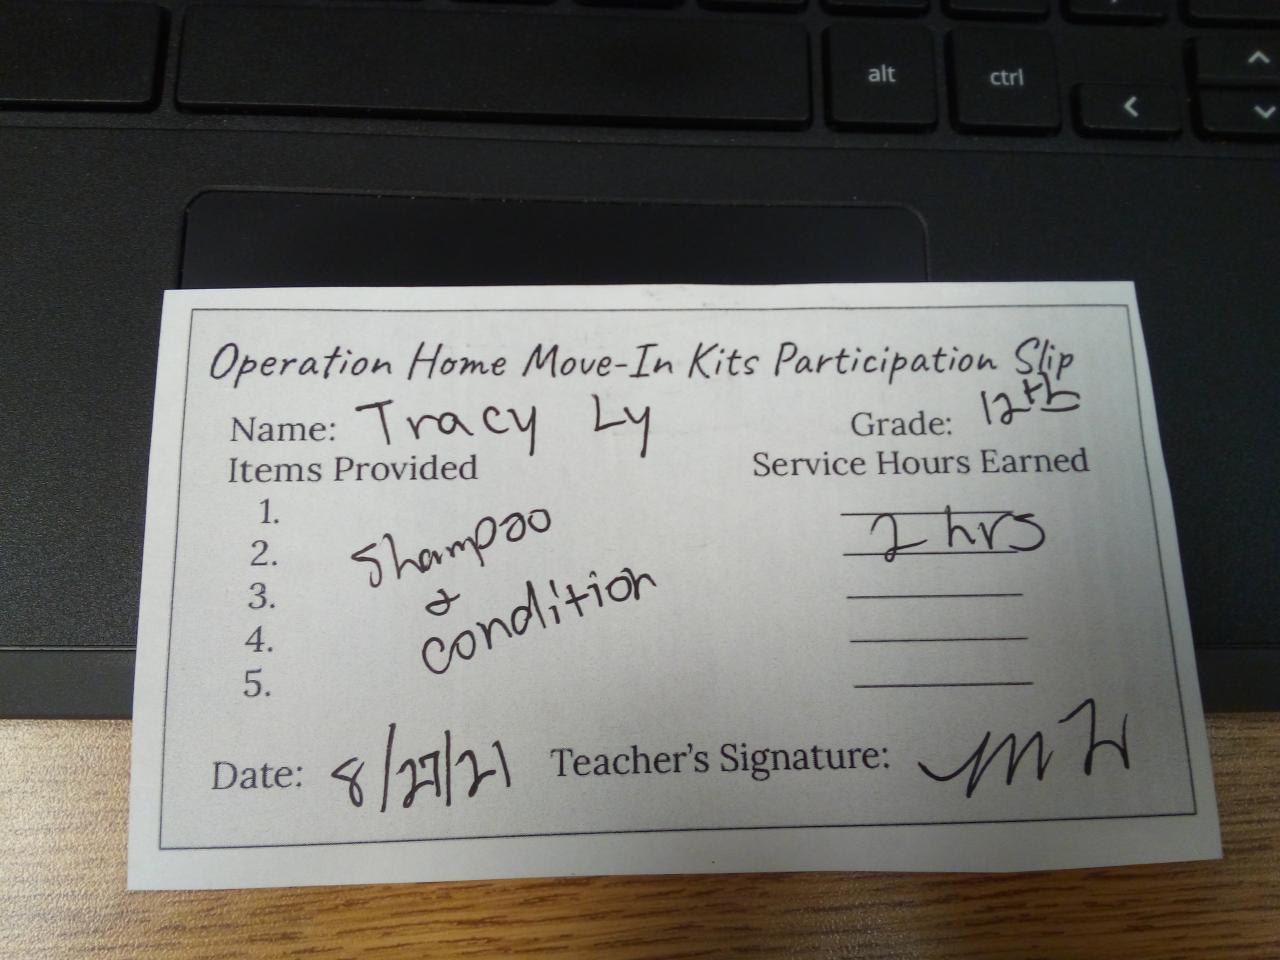 alt
ctrl
Operation Home Move-In Kits Participation Slip
Name: Tracy Ly Grade: 12th
Items Provided Service Hours Earned
1.
2. Shampoo 2 hrs
3. &
4. condition
5.
Date: 8/27/21 Teacher's Signature: